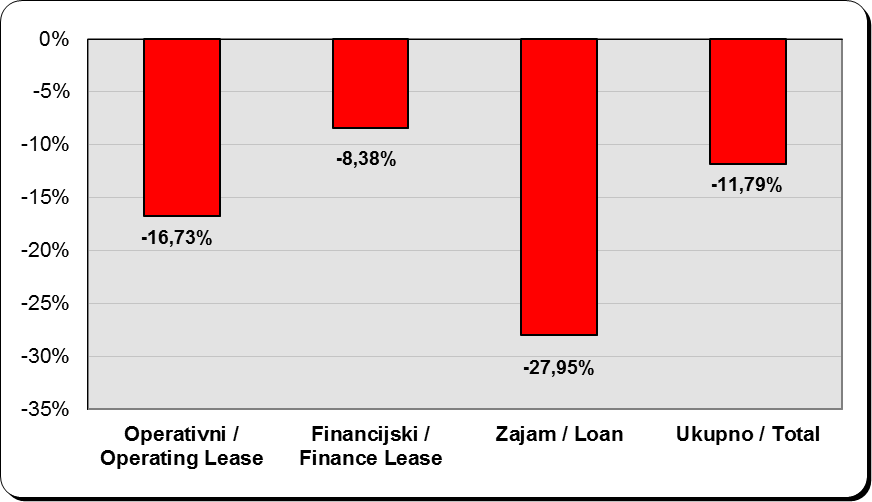 0%
-5%
-10%
-15%
-20%
-25%
-30%
-35%
-16,73%
-8,38%
-27,95%
-11,79%
Operativni /
Operating Lease
Financijski /
Finance Lease
Zajam / Loan
Ukupno / Total